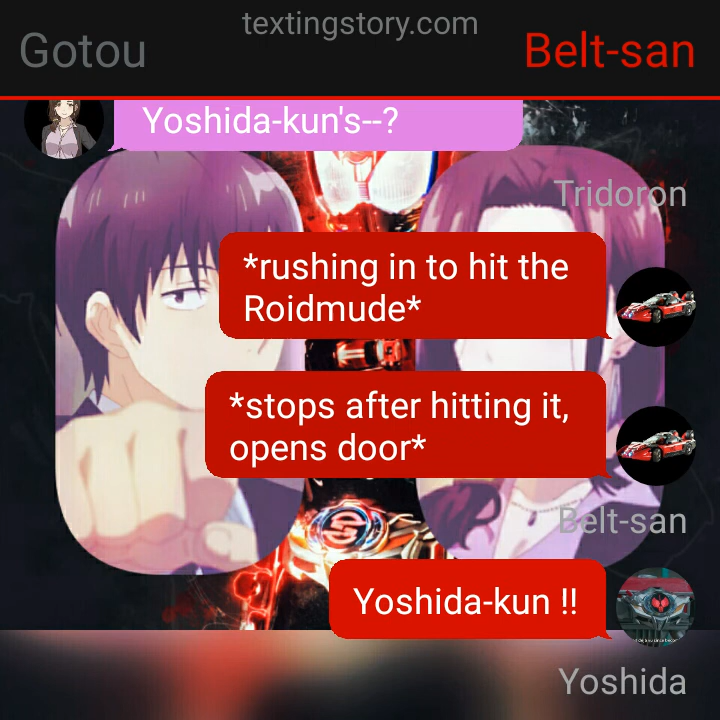 textingstory.com
Gotou
Belt-san
Yoshida-kun's--?
Tridoron
*rushing in to hit the
Roidmude*
*stops after hitting it,
opens door*
Belt-san
Yoshida-kun !!
Yoshida